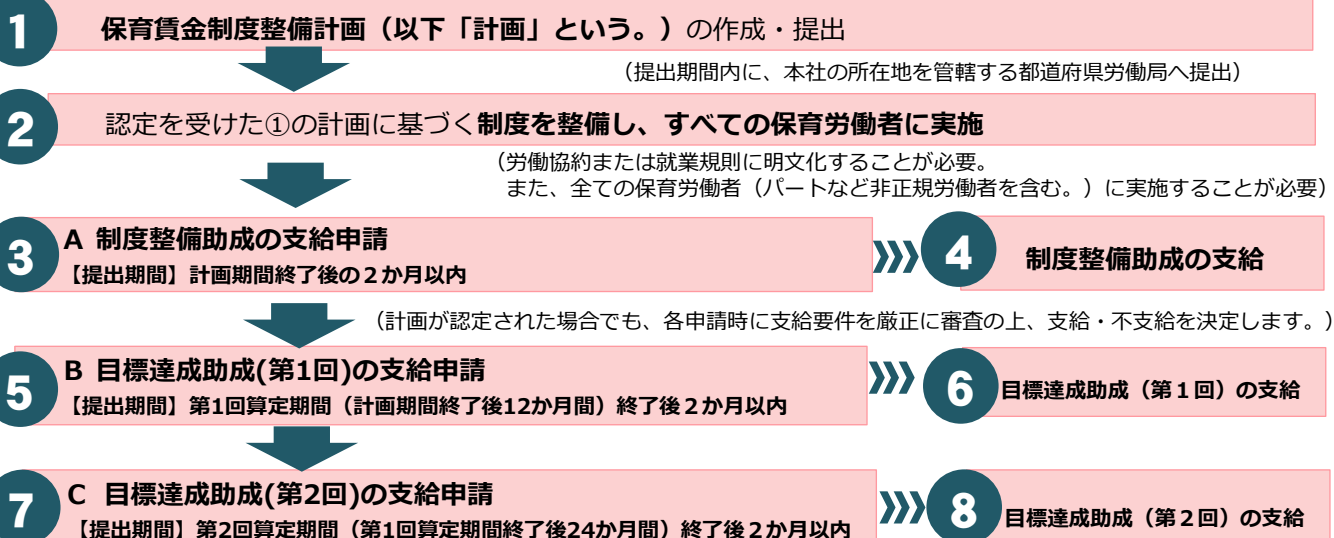 1
保育賃金制度整備計画（以下「計画」という。）の作成・提出
（提出期間内に、本社の所在地を管轄する都道府県労働局へ提出）
2
認定を受けた①の計画に基づく制度を整備し、すべての保育労働者に実施
（労働協約または就業規則に明文化することが必要。
また、全ての保育労働者（パートなど非正規労働者を含む。）に実施することが必要）
3
A 制度整備助成の支給申請
【提出期間】計画期間終了後の２か月以内
4
制度整備助成の支給
（計画が認定された場合でも、各申請時に支給要件を厳正に審査の上、支給・不支給を決定します。）
5
B 目標達成助成(第1回)の支給申請
【提出期間】第1回算定期間（計画期間終了後12か月間）終了後２か月以内
6
目標達成助成（第１回）の支給
7
C 目標達成助成(第2回)の支給申請
【提出期間】第2回算定期間（第1回算定期間終了後24か月間）終了後２か月以内
8
目標達成助成（第２回）の支給